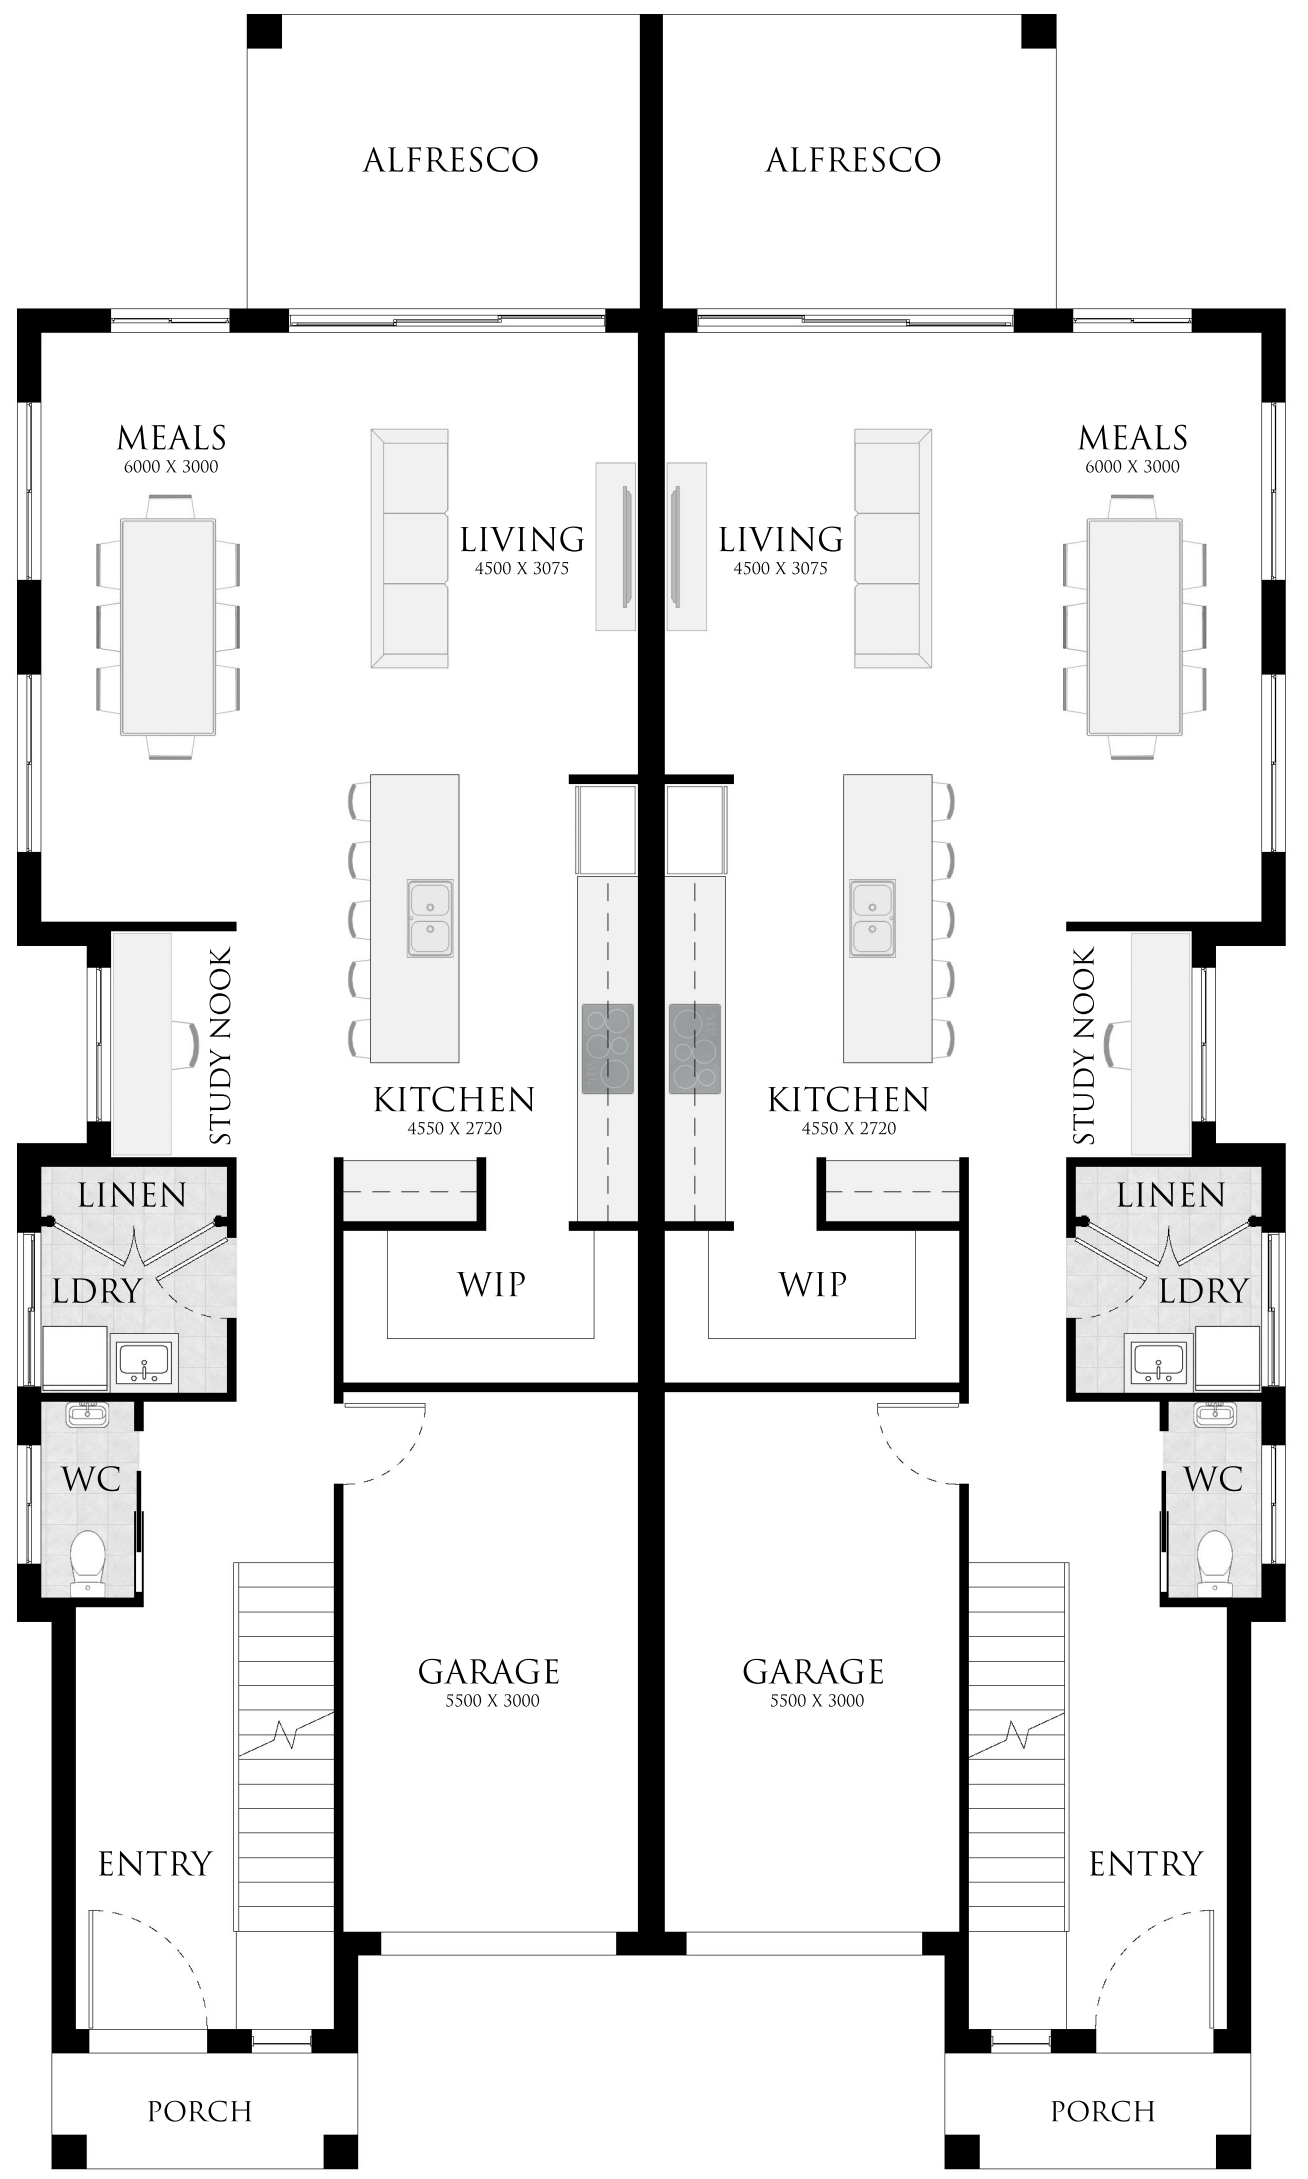 ALFRESCO
ALFRESCO
MEALS
6000 X 3000
MEALS
6000 X 3000
LIVING
4500 X 3075
LIVING
4500 X 3075
STUDY NOOK
STUDY NOOK
KITCHEN
4550 X 2720
KITCHEN
4550 X 2720
LINEN
LINEN
LDRY
WIP
WIP
LDRY
WC
WC
GARAGE
5500 X 3000
GARAGE
5500 X 3000
ENTRY
ENTRY
PORCH
PORCH